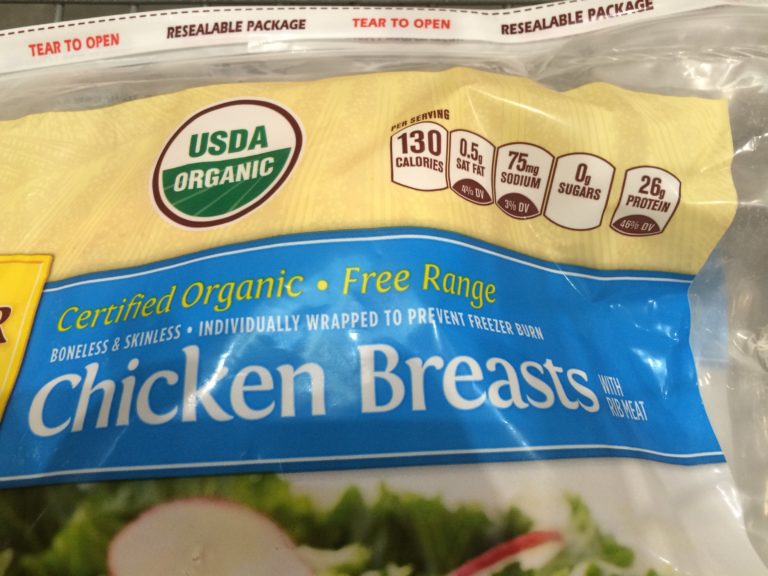 TEAR TO OPEN RESEALABLE PACKAGE TEAR TO OPEN RESEALABLE PACKAGE
USDA
ORGANIC
PER SERVING
130
CALORIES
0.5g
SAT FAT
75mg
SODIUM
3% DV
0g
SUGARS
26g
PROTEIN
46% DV
R
Certified Organic • Free Range
BONELESS & SKINLESS • INDIVIDUALLY WRAPPED TO PREVENT FREEZER BURN
Chicken Breasts WITH
RIB MEAT